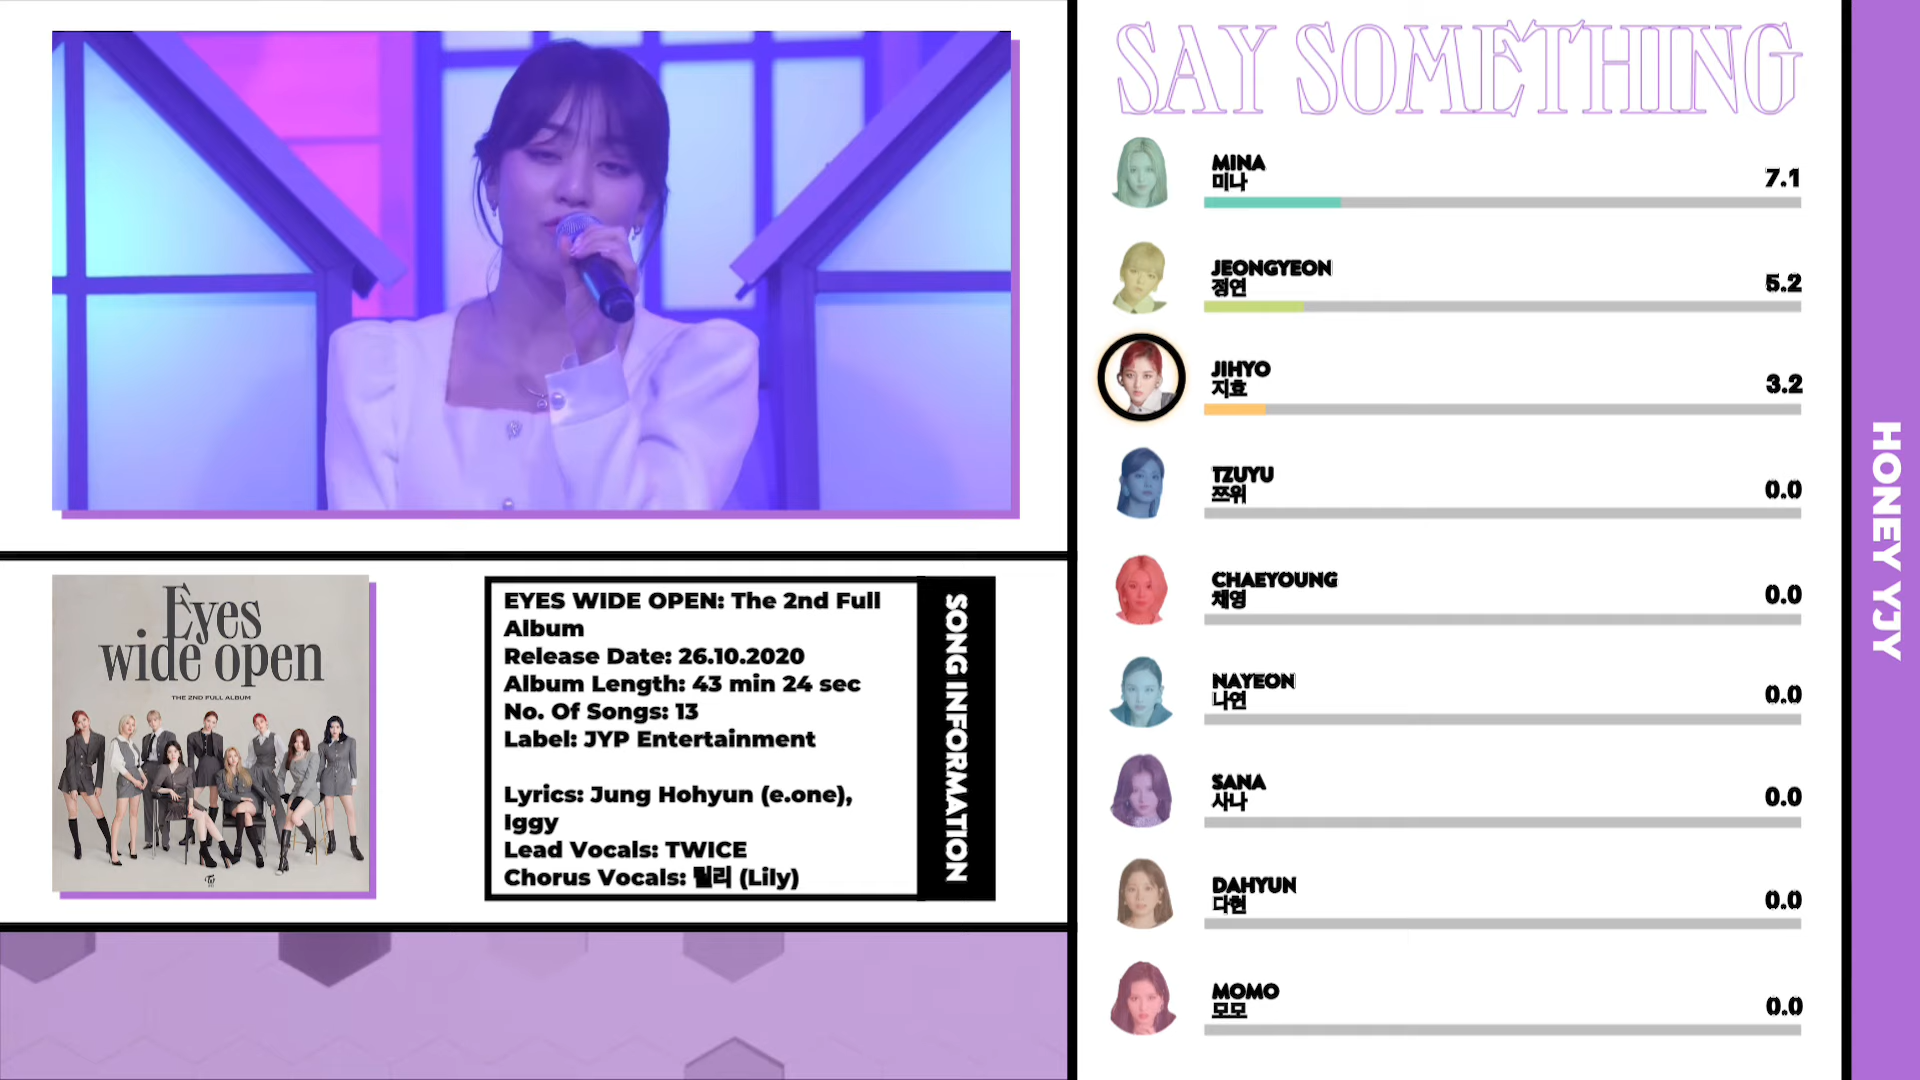 SAY SOMETHING
MINA
미나
7.1
JEONGYEON
정연
5.2
JIHYO
지효
3.2
TZUYU
쯔위
0.0
CHAEYOUNG
채영
0.0
NAYEON
나연
0.0
SANA
사나
0.0
DAHYUN
다현
0.0
MOMO
모모
0.0
HONEY YJY
Eyes
wide open
THE 2ND FULL ALBUM
EYES WIDE OPEN: The 2nd Full
Album
Release Date: 26.10.2020
Album Length: 43 min 24 sec
No. Of Songs: 13
Label: JYP Entertainment
Lyrics: Jung Hohyun (e.one),
Iggy
Lead Vocals: TWICE
Chorus Vocals: 릴리 (Lily)
SONG INFORMATION